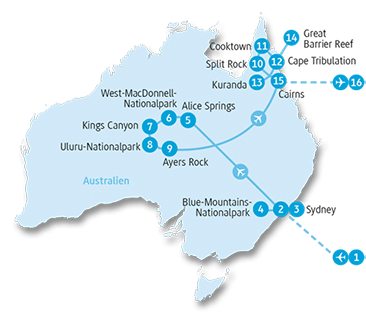 14 Great
Barrier Reef
Cooktown 11
Split Rock 10
12 Cape Tribulation
Kuranda 13
15
Cairns
16
West-MacDonnell-
Nationalpark
6
Alice Springs
5
Kings Canyon 7
Uluru-Nationalpark 8
9
Ayers Rock
Australien
Blue-Mountains-
Nationalpark
4
2
3 Sydney
1